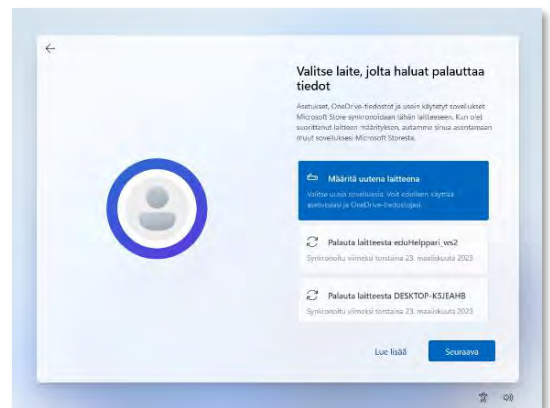 Valitse laite, jolta haluat palauttaa
tiedot
Asetukset, OneDrive-tiedostot ja usein käytetyt sovellukset
Microsoft Store synkronoidaan tähän laitteeseen. Kun olet
suorittanut laitteen määrityksen, autamme sinua asentamaan
muut sovelluksesi Microsoft Storesta.
Määritä uutena laitteena
Valitse uusia sovelluksia. Voit edelleen käyttää
asetuksiasi ja OneDrive-tiedostojasi.
Palauta laitteesta eduHelppari_ws2
Synkronoitu viimeksi torstaina 23. maaliskuuta 2023
Palauta laitteesta DESKTOP-KSJEAHB
Synkronoitu viimeksi torstaina 23. maaliskuuta 2023
Lue lisää
Seuraava